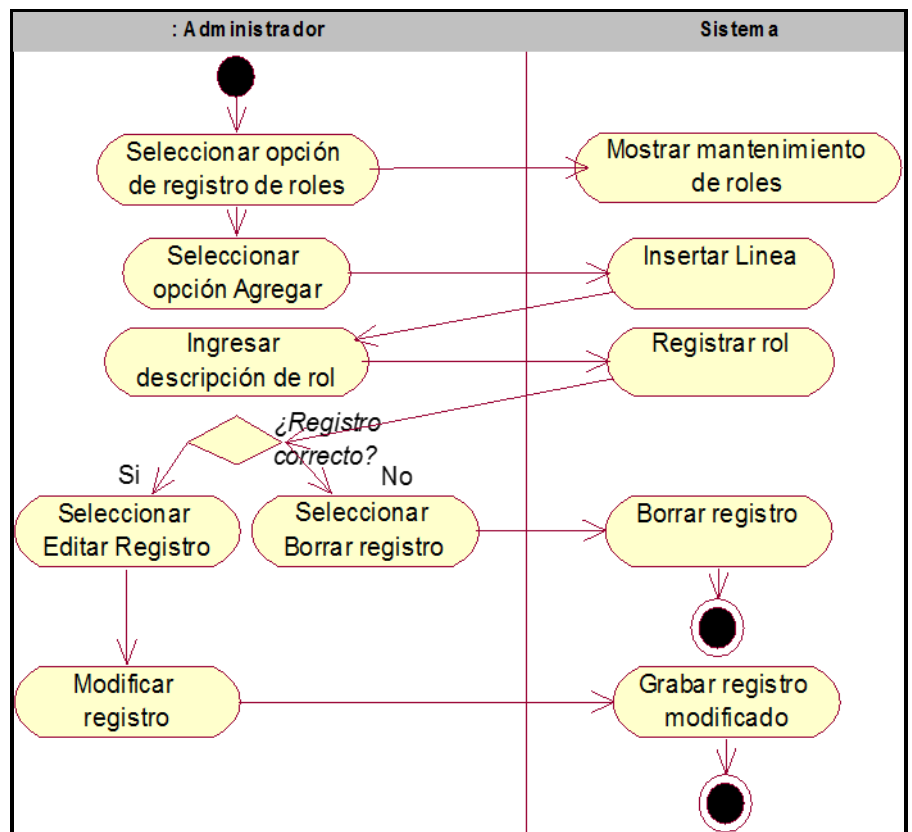 : Administrador
Sistema
Seleccionar opción
de registro de roles
Mostrar mantenimiento
de roles
Seleccionar
opción Agregar
Insertar Linea
Ingresar
descripción de rol
Registrar rol
¿Registro
correcto?
Si
No
Seleccionar
Editar Registro
Seleccionar
Borrar registro
Borrar registro
Modificar
registro
Grabar registro
modificado